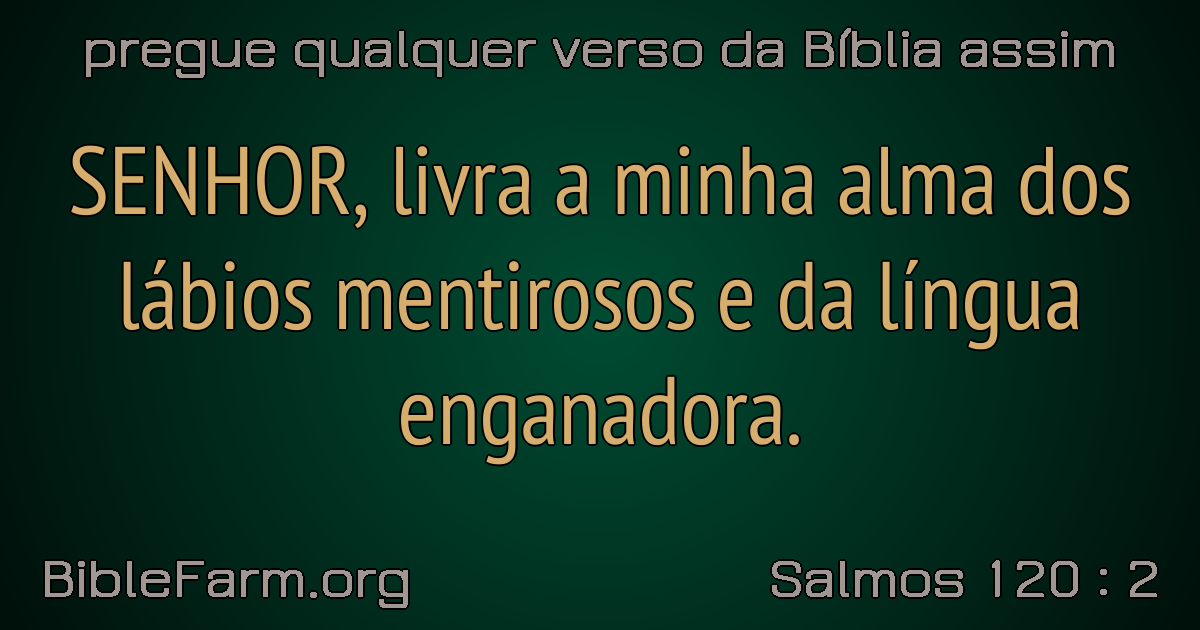 pregue qualquer verso da Bíblia assim
SENHOR, livra a minha alma dos
lábios mentirosos e da língua
enganadora.
BibleFarm.org
Salmos 120 : 2